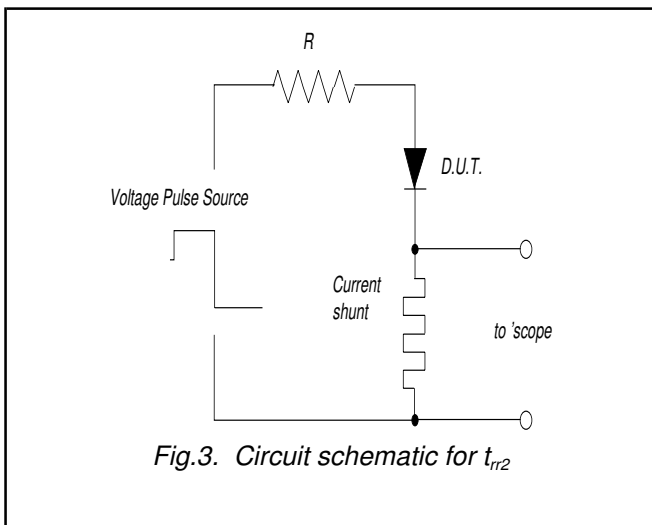 R
D.U.T.
Voltage Pulse Source
Current
shunt
to 'scope
Fig.3. Circuit schematic for trr2